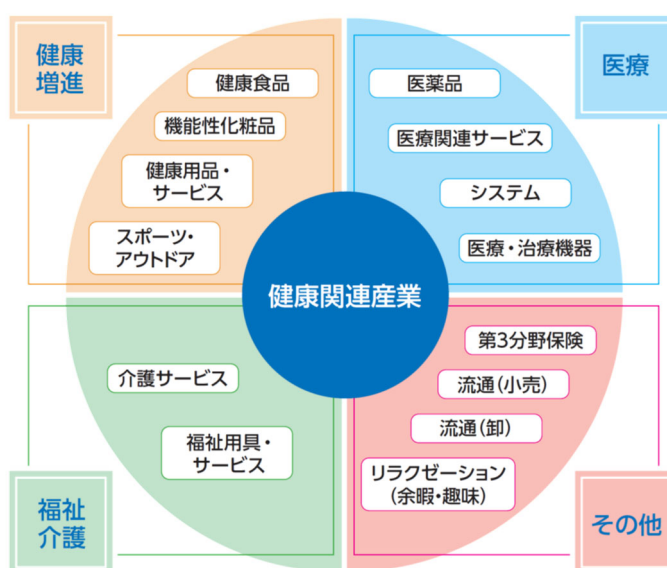 健康
増進
健康食品
機能性化粧品
健康用品・
サービス
スポーツ・
アウトドア
医療
医薬品
医療関連サービス
システム
医療・治療機器
健康関連産業
福祉
介護
介護サービス
福祉用具・
サービス
その他
第3分野保険
流通(小売)
流通(卸)
リラクゼーション
(余暇・趣味)